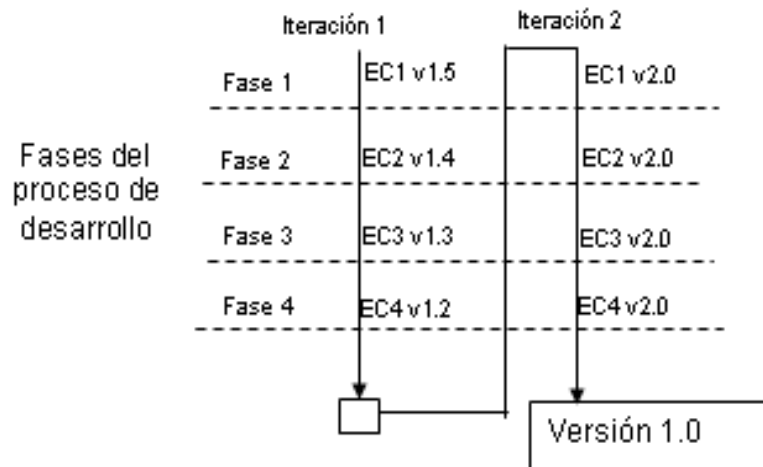 Iteración 1
Iteración 2
Fase 1
EC1 v1.5
EC1 v2.0
Fases del
proceso de
desarrollo
Fase 2
EC2 v1.4
EC2 v2.0
Fase 3
EC3 v1.3
EC3 v2.0
Fase 4
EC4 v1.2
EC4 v2.0
Versión 1.0